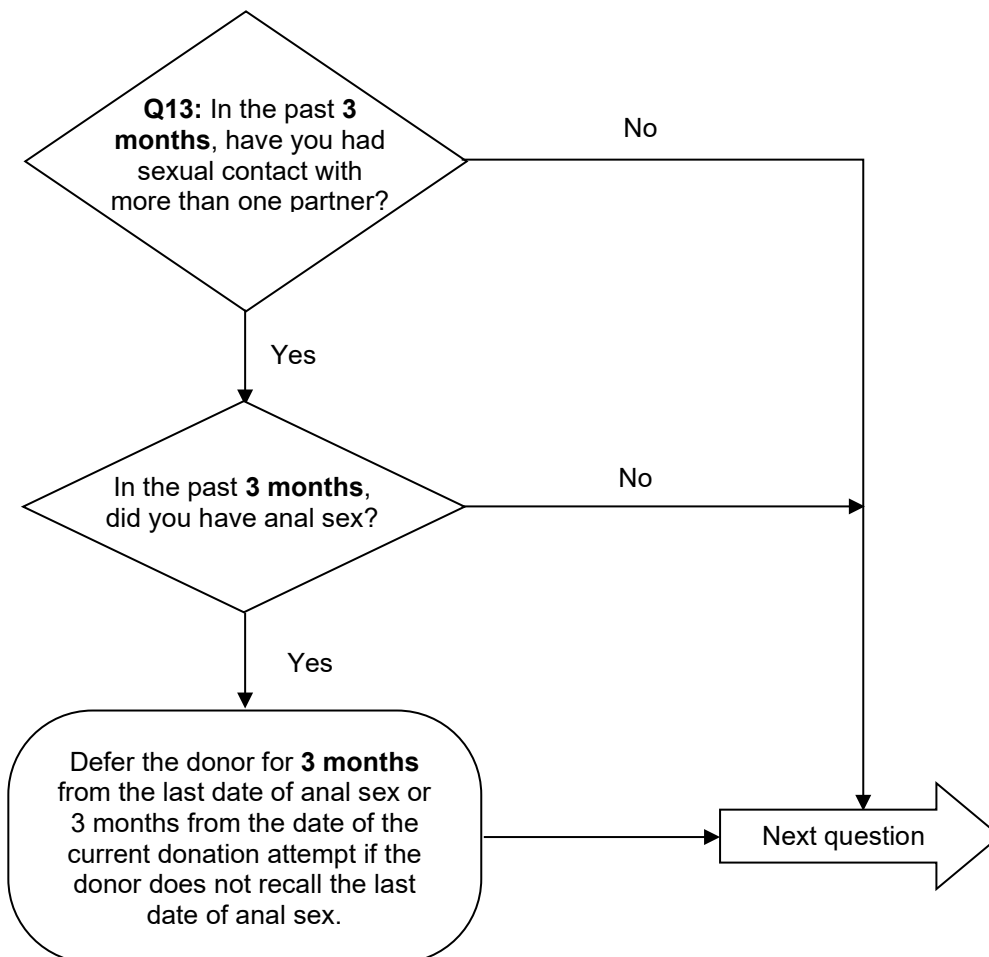 Q13: In the past 3
months, have you had
sexual contact with
more than one partner?
No
Yes
In the past 3 months,
did you have anal sex?
No
Yes
Defer the donor for 3 months
from the last date of anal sex or
3 months from the date of the
current donation attempt if the
donor does not recall the last
date of anal sex.
Next question